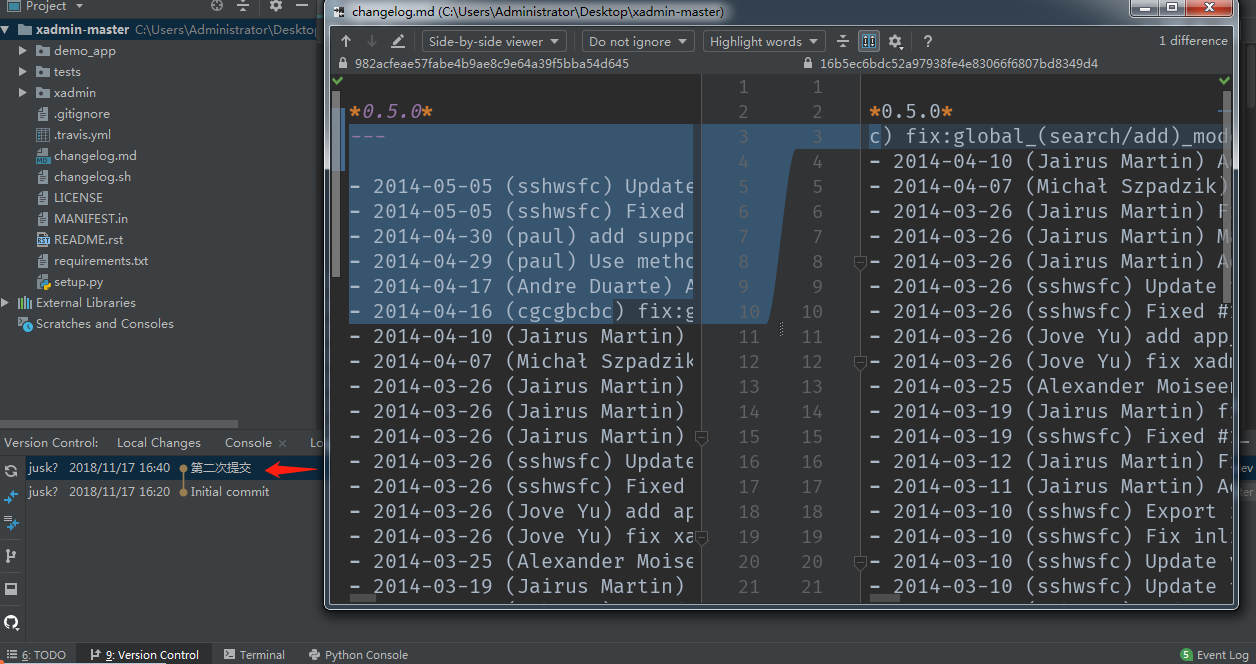 Project
xadmin-master C:\Users\Administrator\Deskto
demo_app
tests
xadmin
.gitignore
.travis.yml
changelog.md
changelog.sh
LICENSE
MANIFEST.in
README.rst
requirements.txt
setup.py
External Libraries
Scratches and Consoles
changelog.md (C:\Users\Administrator\Desktop\xadmin-master)
Side-by-side viewer
Do not ignore
Highlight words
?
1 difference
982acfeae57fabe4b9ae8c9e64a39f5bba54d645
16b5ec6bdc52a97938fe4e83066f6807bd8349d4
*0.5.0*
---
- 2014-05-05 (sshwsfc) Update
- 2014-05-05 (sshwsfc) Fixed
- 2014-04-30 (paul) add suppo
- 2014-04-29 (paul) Use metho
- 2014-04-17 (Andre Duarte) A
- 2014-04-16 (cgcgbcbc) fix:g
- 2014-04-10 (Jairus Martin)
- 2014-04-07 (Michał Szpadzik
- 2014-03-26 (Jairus Martin)
- 2014-03-26 (Jairus Martin)
- 2014-03-26 (Jairus Martin)
- 2014-03-26 (sshwsfc) Update
- 2014-03-26 (sshwsfc) Fixed
- 2014-03-26 (Jove Yu) add ap
- 2014-03-26 (Jove Yu) fix xa
- 2014-03-25 (Alexander Moise
- 2014-03-19 (Jairus Martin)
1 1
2 2
3 3
4 4
5 5
6 6
7 7
8 8
9 9
10 10
11 11
12 12
13 13
14 14
15 15
16 16
17 17
18 18
19 19
20 20
21 21
*0.5.0*
c) fix:global_(search/add)_mod
- 2014-04-10 (Jairus Martin) A
- 2014-04-07 (Michał Szpadzik)
- 2014-03-26 (Jairus Martin) F
- 2014-03-26 (Jairus Martin) M
- 2014-03-26 (Jairus Martin) A
- 2014-03-26 (sshwsfc) Update
- 2014-03-26 (sshwsfc) Fixed #
- 2014-03-26 (Jove Yu) add app
- 2014-03-26 (Jove Yu) fix xad
- 2014-03-25 (Alexander Moisee
- 2014-03-19 (Jairus Martin) f
- 2014-03-19 (sshwsfc) Fixed #
- 2014-03-12 (Jairus Martin) F
- 2014-03-11 (Jairus Martin) A
- 2014-03-10 (sshwsfc) Export
- 2014-03-10 (sshwsfc) Fix inl
- 2014-03-10 (sshwsfc) Update
- 2014-03-10 (sshwsfc) Update
Version Control: Local Changes Console × Lo
jusk? 2018/11/17 16:40 第二次提交
jusk? 2018/11/17 16:20 Initial commit
6: TODO 9: Version Control Terminal Python Console
5 Event Log